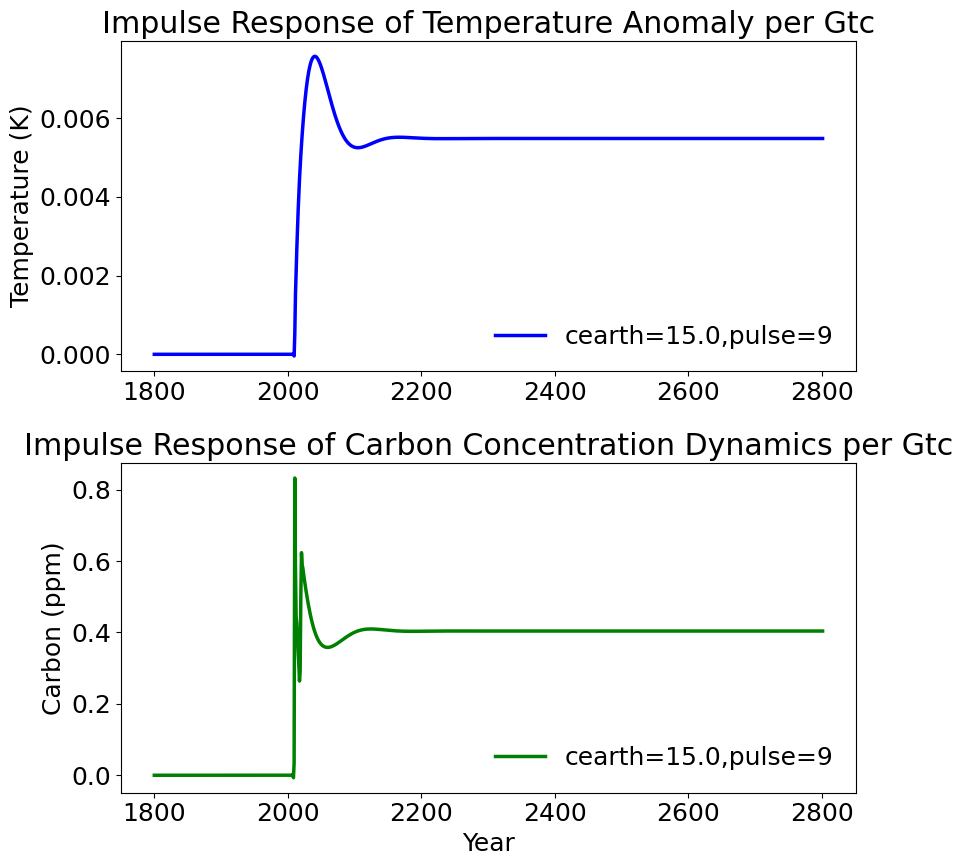 Impulse Response of Temperature Anomaly per Gtc
Temperature (K)
0.006
0.004
0.002
0.000
cearth=15.0,pulse=9
1800 2000 2200 2400 2600 2800
Impulse Response of Carbon Concentration Dynamics per Gtc
Carbon (ppm)
0.8
0.6
0.4
0.2
0.0
cearth=15.0,pulse=9
1800 2000 2200 2400 2600 2800
Year